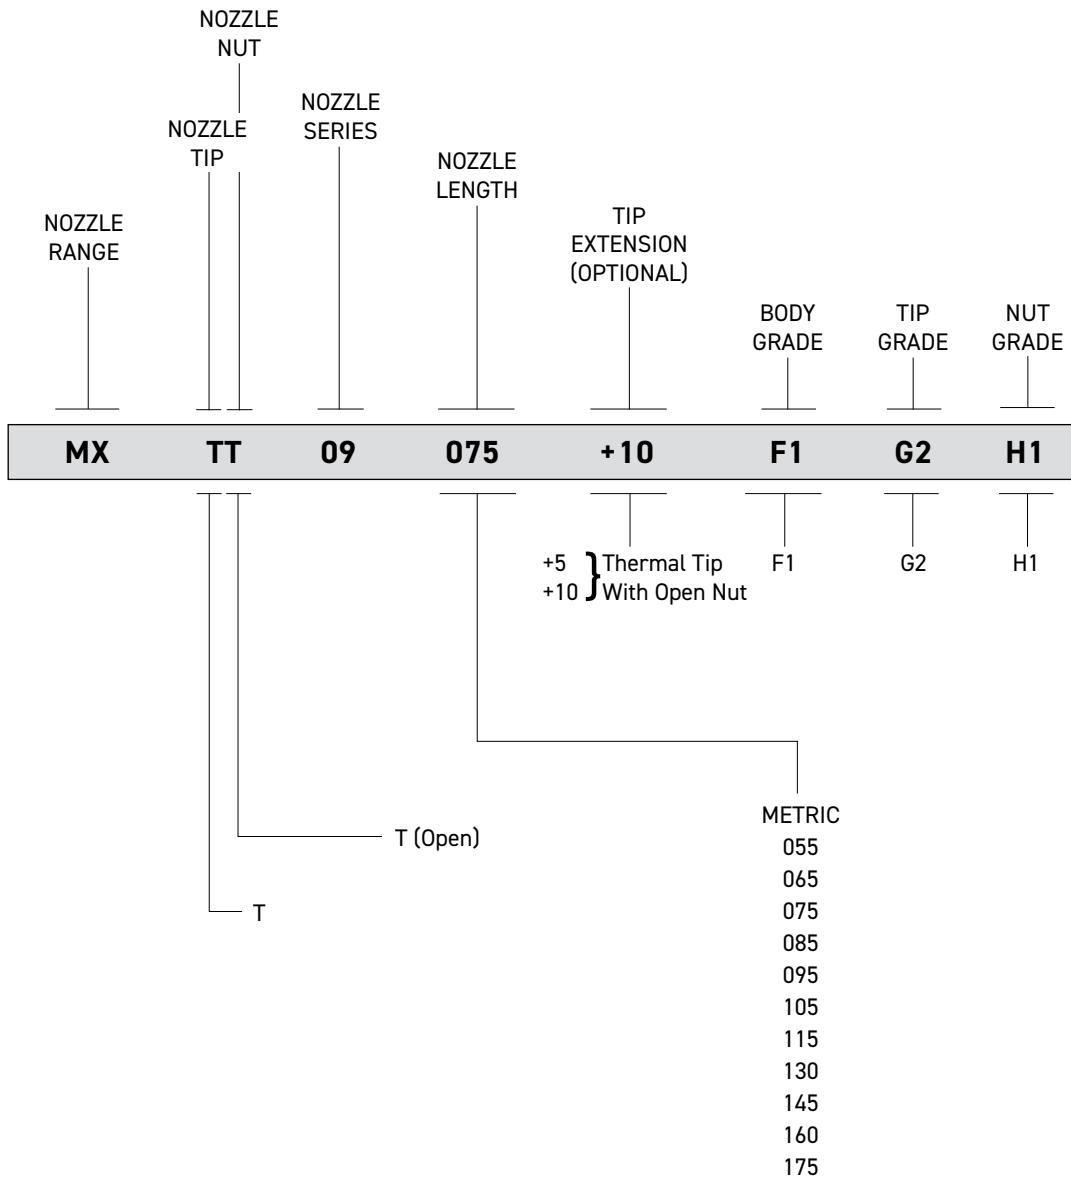 NOZZLE
NUT
NOZZLE
TIP
NOZZLE
SERIES
NOZZLE
LENGTH
NOZZLE
RANGE
TIP
EXTENSION
(OPTIONAL)
BODY
GRADE
TIP
GRADE
NUT
GRADE
MX TT 09 075 +10 F1 G2 H1
+5 } Thermal Tip
+10 With Open Nut
F1
G2
H1
T (Open)
T
METRIC
055
065
075
085
095
105
115
130
145
160
175